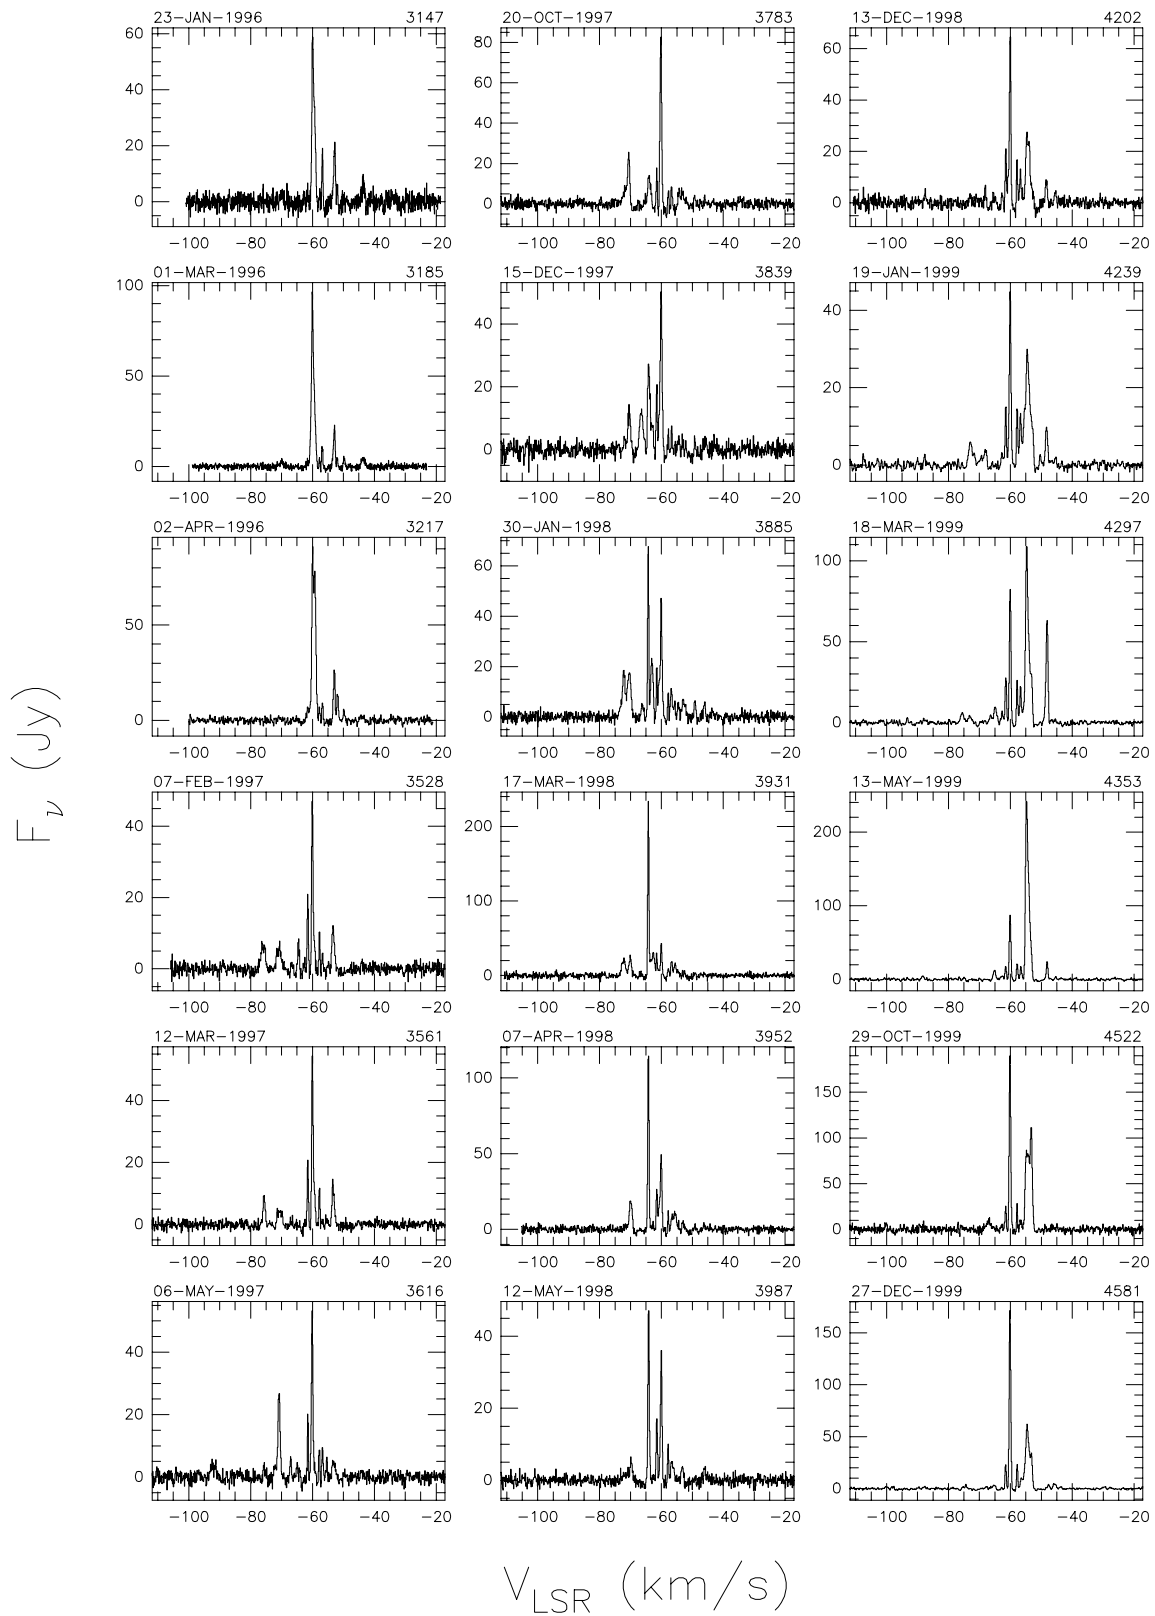 23-JAN-1996 3147
60
40
20
0
-100 -80 -60 -40 -20
01-MAR-1996 3185
100
50
0
-100 -80 -60 -40 -20
02-APR-1996 3217
50
0
-100 -80 -60 -40 -20
07-FEB-1997 3528
40
20
0
-100 -80 -60 -40 -20
12-MAR-1997 3561
40
20
0
-100 -80 -60 -40 -20
06-MAY-1997 3616
40
20
0
-100 -80 -60 -40 -20
20-OCT-1997 3783
80
60
40
20
0
-100 -80 -60 -40 -20
15-DEC-1997 3839
40
20
0
-100 -80 -60 -40 -20
30-JAN-1998 3885
60
40
20
0
-100 -80 -60 -40 -20
17-MAR-1998 3931
200
100
0
-100 -80 -60 -40 -20
07-APR-1998 3952
100
50
0
-100 -80 -60 -40 -20
12-MAY-1998 3987
40
20
0
-100 -80 -60 -40 -20
13-DEC-1998 4202
60
40
20
0
-100 -80 -60 -40 -20
19-JAN-1999 4239
40
20
0
-100 -80 -60 -40 -20
18-MAR-1999 4297
100
50
0
-100 -80 -60 -40 -20
13-MAY-1999 4353
200
100
0
-100 -80 -60 -40 -20
29-OCT-1999 4522
150
100
50
0
-100 -80 -60 -40 -20
27-DEC-1999 4581
150
100
50
0
-100 -80 -60 -40 -20
Fν (Jy)
VLSR (km/s)